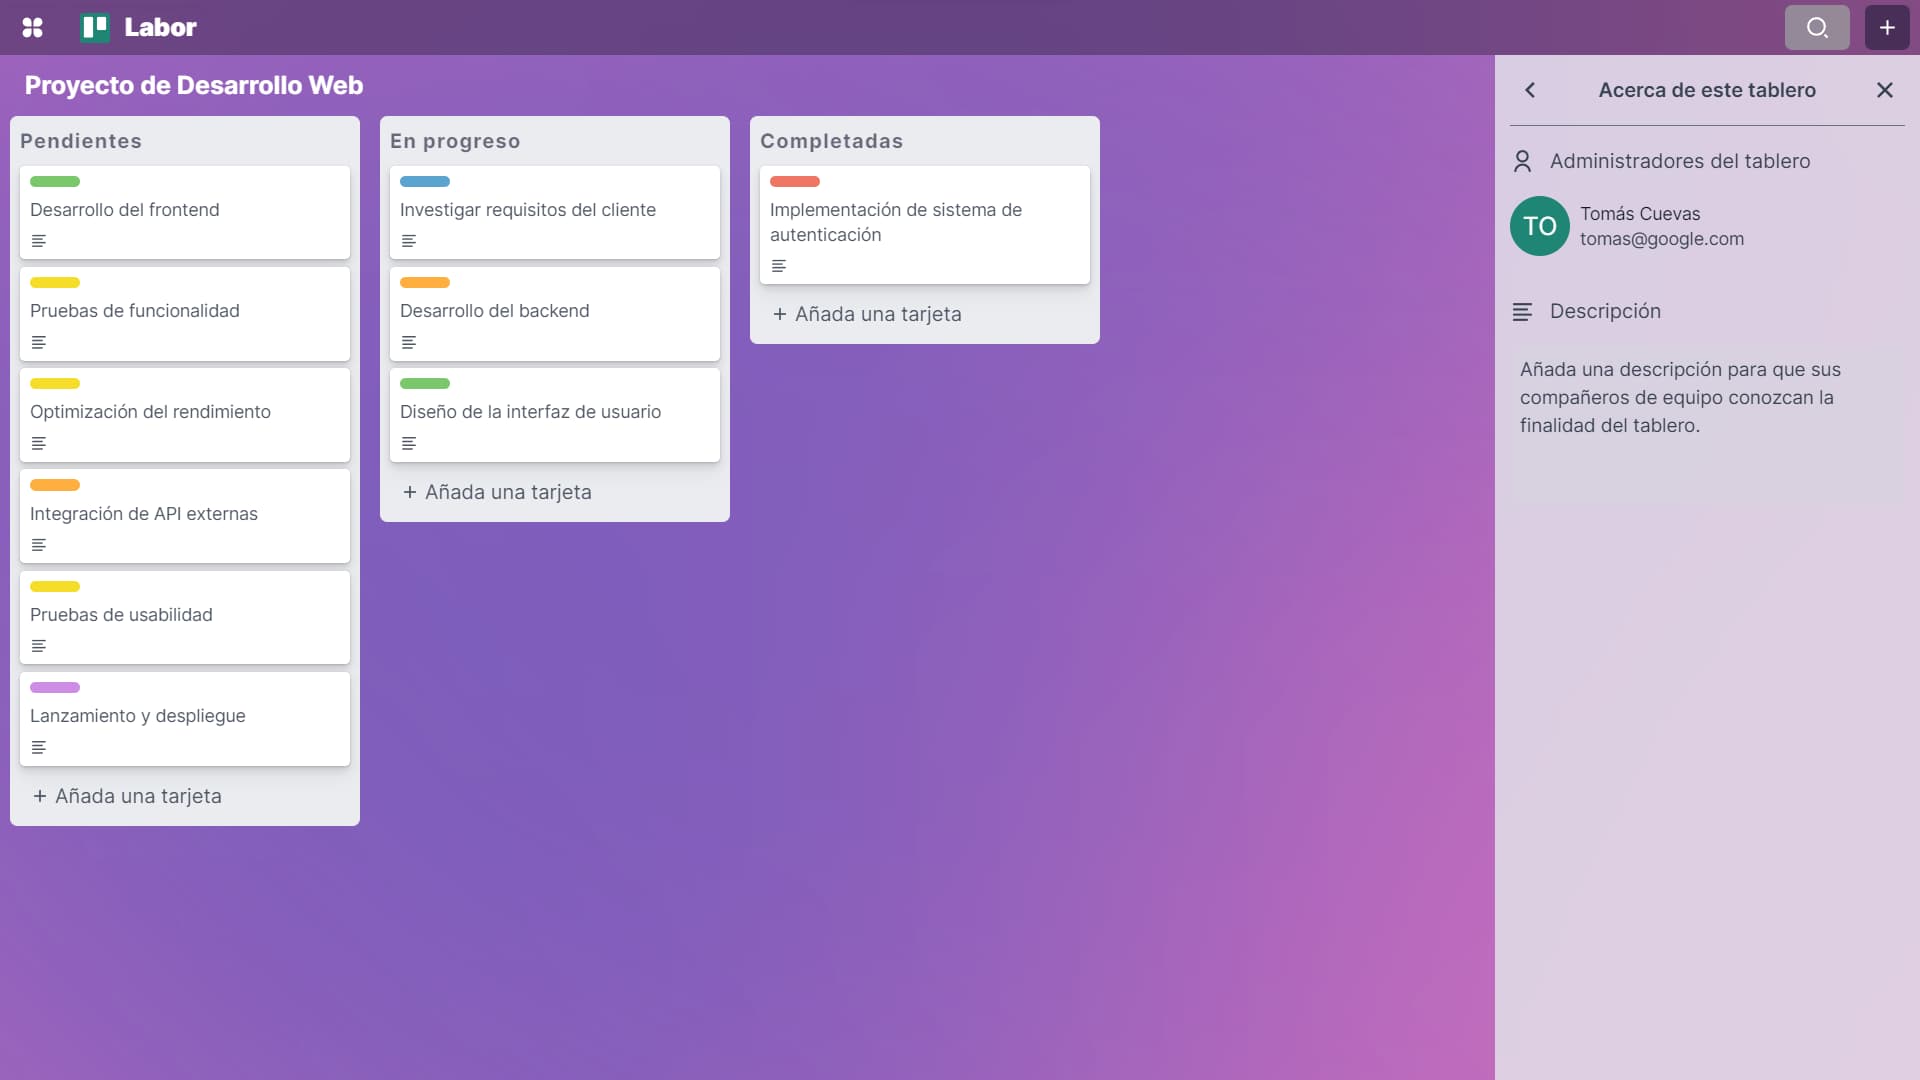 Labor
Proyecto de Desarrollo Web
Pendientes
Desarrollo del frontend
Pruebas de funcionalidad
Optimización del rendimiento
Integración de API externas
Pruebas de usabilidad
Lanzamiento y despliegue
+ Añada una tarjeta
En progreso
Investigar requisitos del cliente
Desarrollo del backend
Diseño de la interfaz de usuario
+ Añada una tarjeta
Completadas
Implementación de sistema de
autenticación
+ Añada una tarjeta
Acerca de este tablero
Administradores del tablero
TO
Tomás Cuevas
tomas@google.com
Descripción
Añada una descripción para que sus
compañeros de equipo conozcan la
finalidad del tablero.